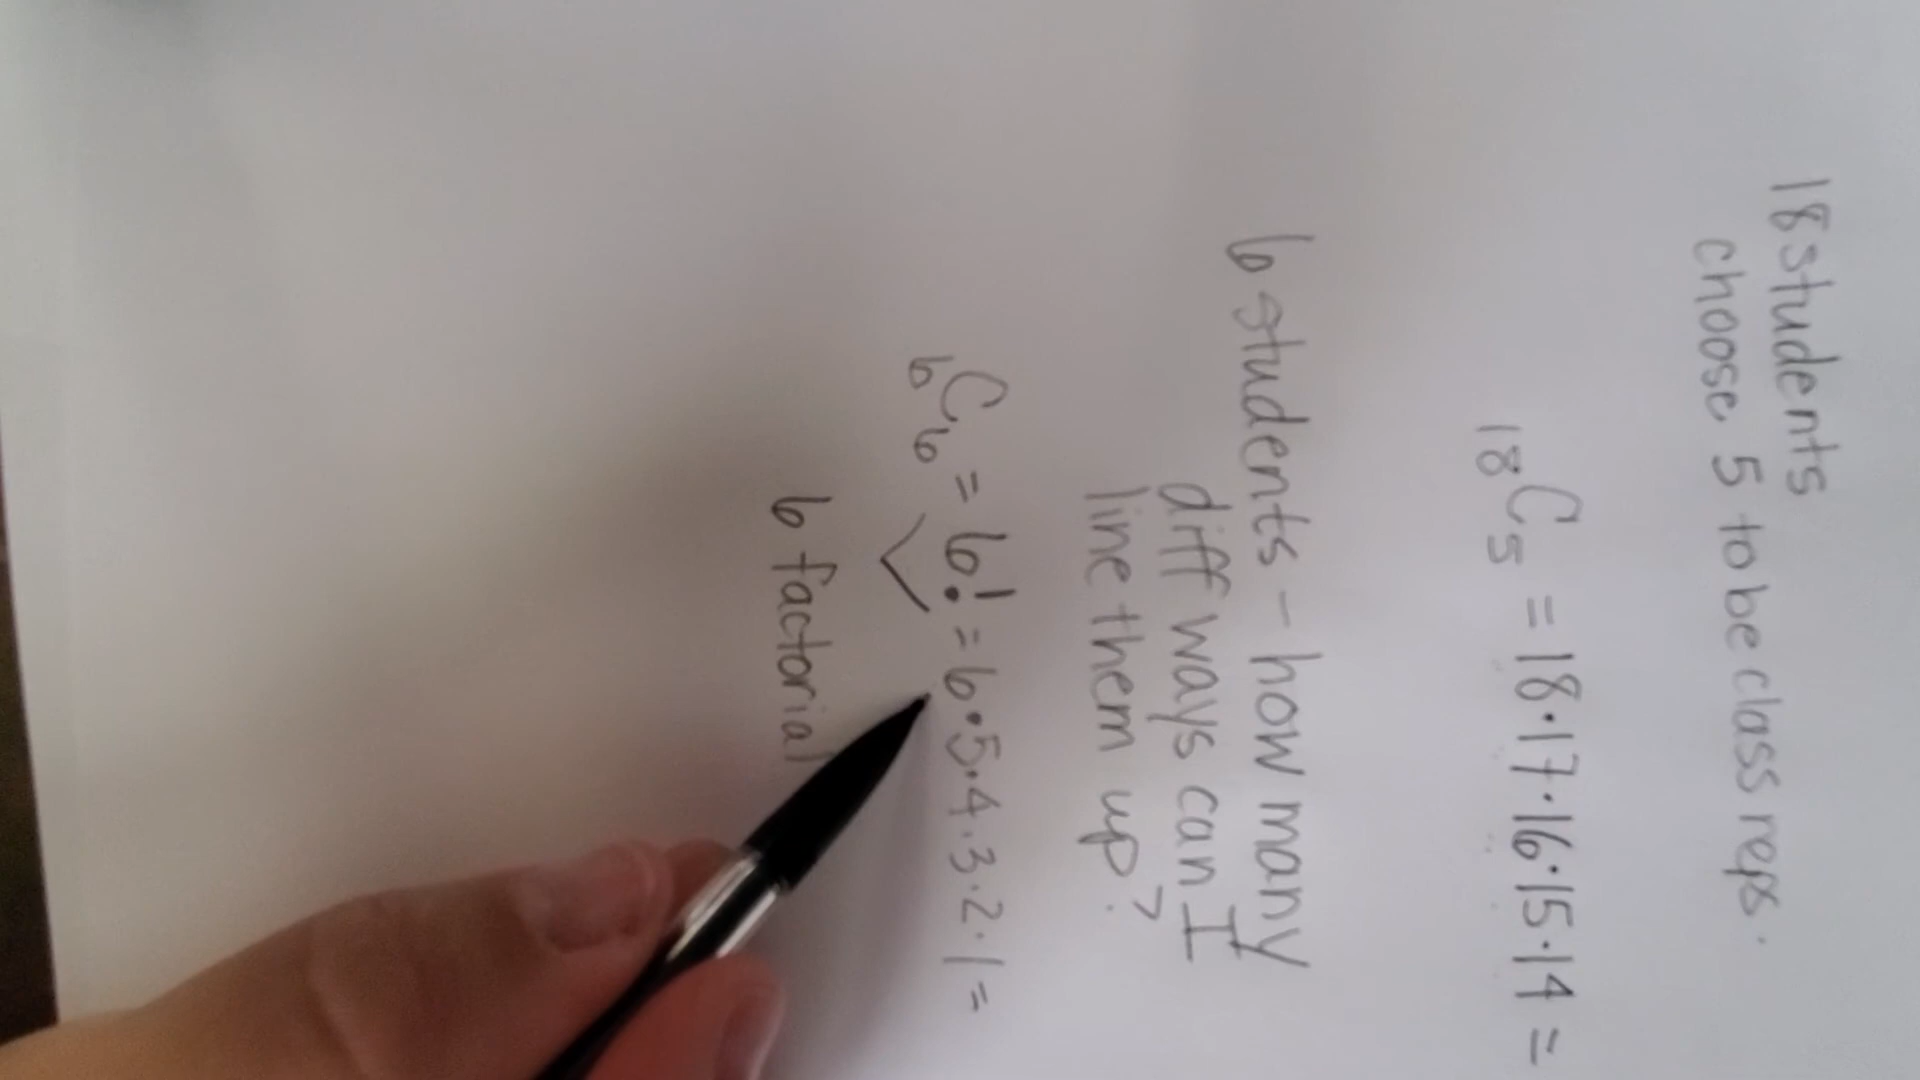 18 students
choose 5 to be class reps.
18C5 = 18·17·16·15·14 =
6 students - how many
diff ways can I
line them up?
6C6 = 6! = 6·5·4·3·2·1 =
6 factorial